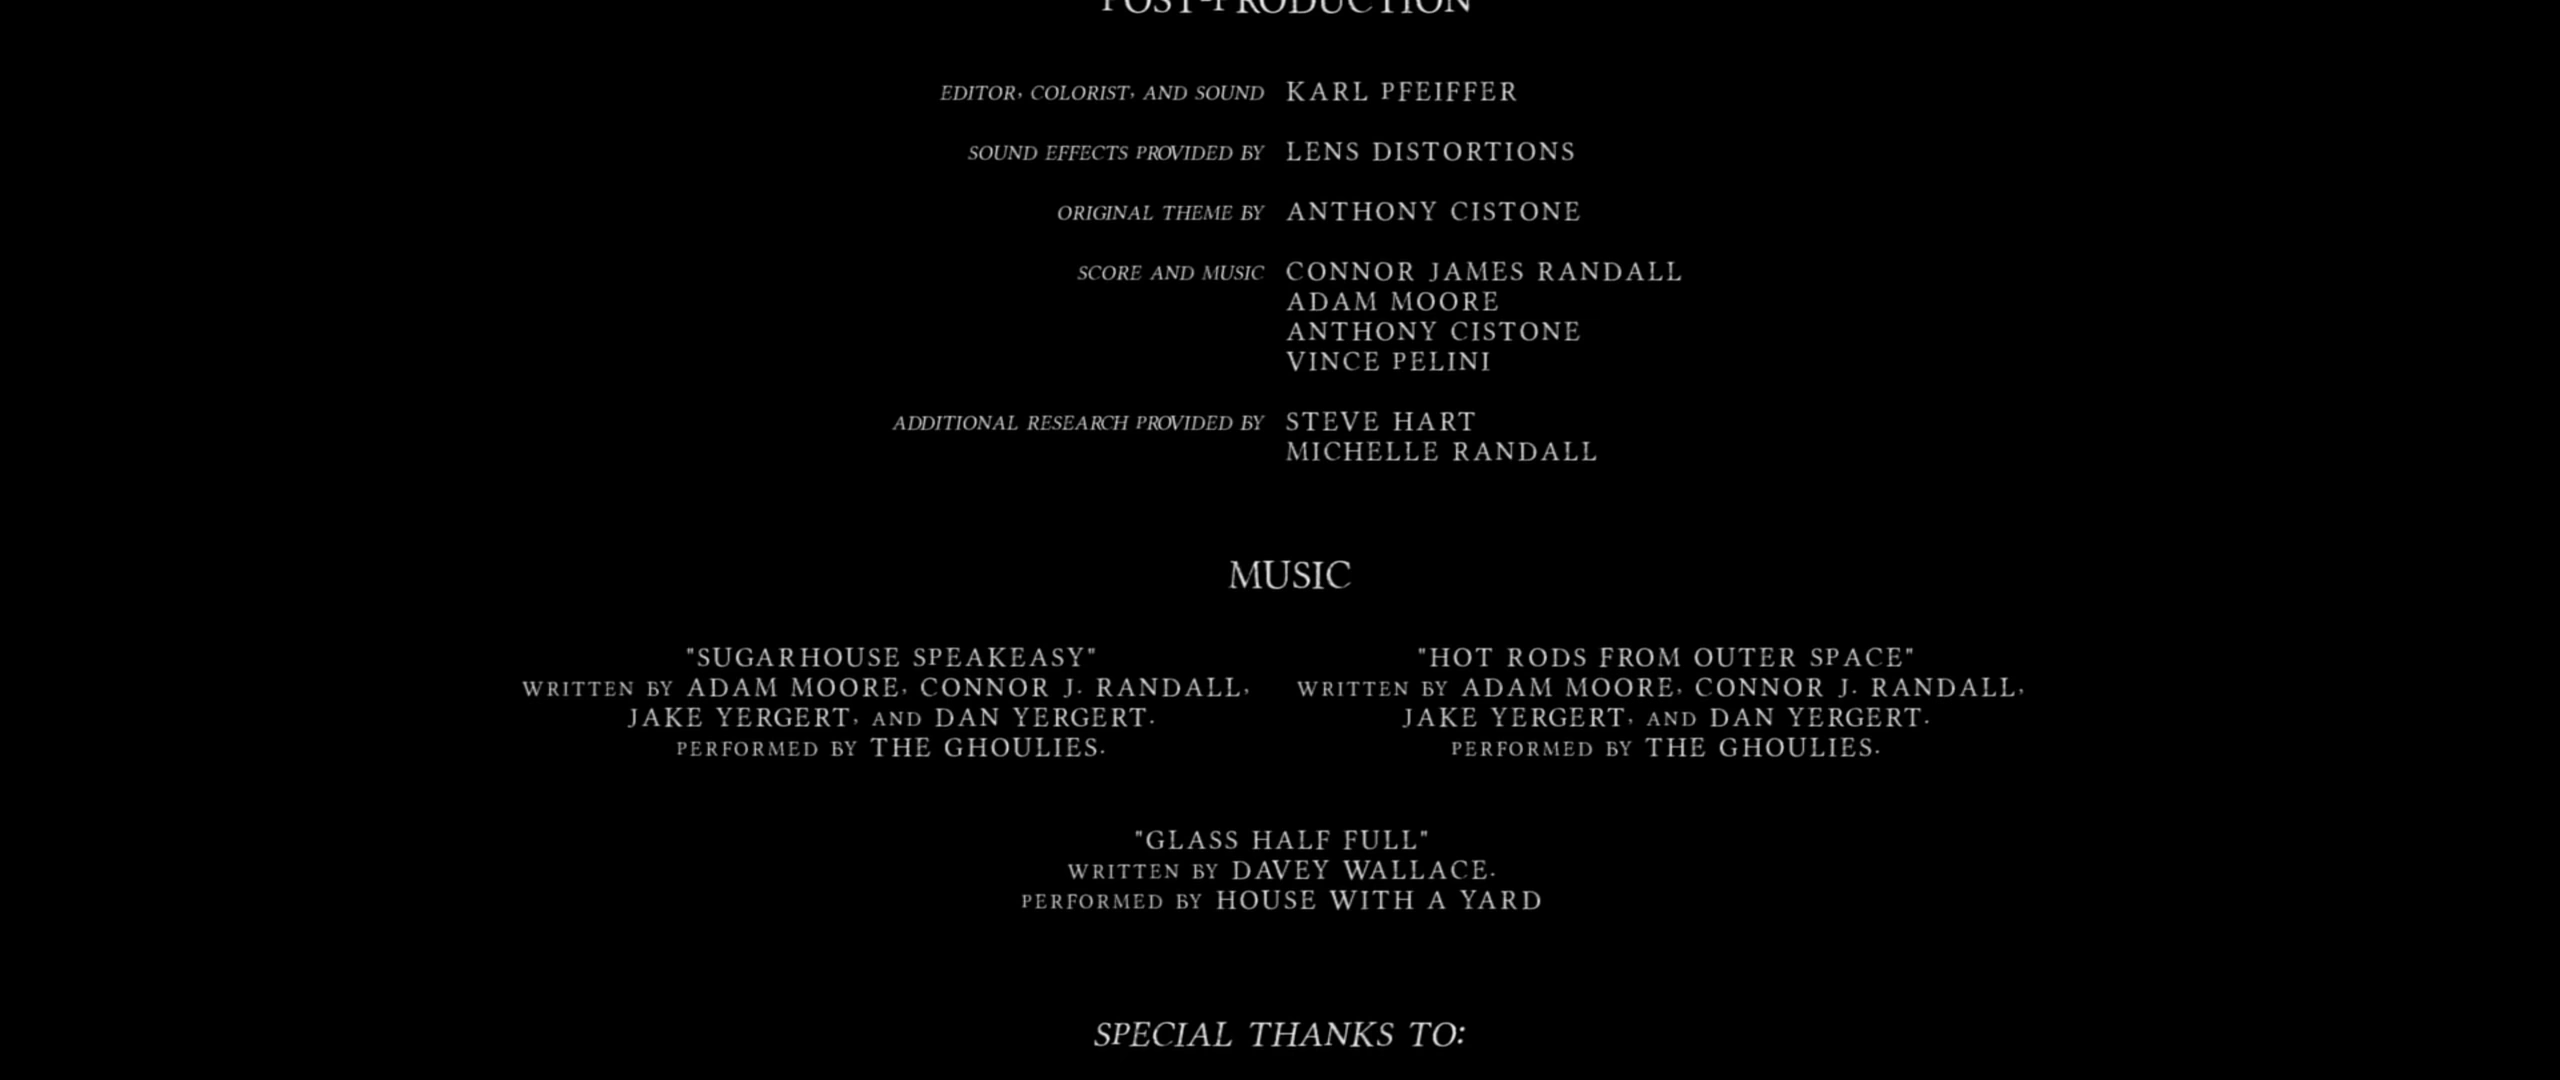 POST-PRODUCTION
EDITOR, COLORIST, AND SOUND KARL PFEIFFER
SOUND EFFECTS PROVIDED BY LENS DISTORTIONS
ORIGINAL THEME BY ANTHONY CISTONE
SCORE AND MUSIC CONNOR JAMES RANDALL
ADAM MOORE
ANTHONY CISTONE
VINCE PELINI
ADDITIONAL RESEARCH PROVIDED BY STEVE HART
MICHELLE RANDALL
MUSIC
"SUGARHOUSE SPEAKEASY"
WRITTEN BY ADAM MOORE, CONNOR J. RANDALL,
JAKE YERGERT, AND DAN YERGERT.
PERFORMED BY THE GHOULIES.
"HOT RODS FROM OUTER SPACE"
WRITTEN BY ADAM MOORE, CONNOR J. RANDALL,
JAKE YERGERT, AND DAN YERGERT.
PERFORMED BY THE GHOULIES.
"GLASS HALF FULL"
WRITTEN BY DAVEY WALLACE.
PERFORMED BY HOUSE WITH A YARD
SPECIAL THANKS TO: